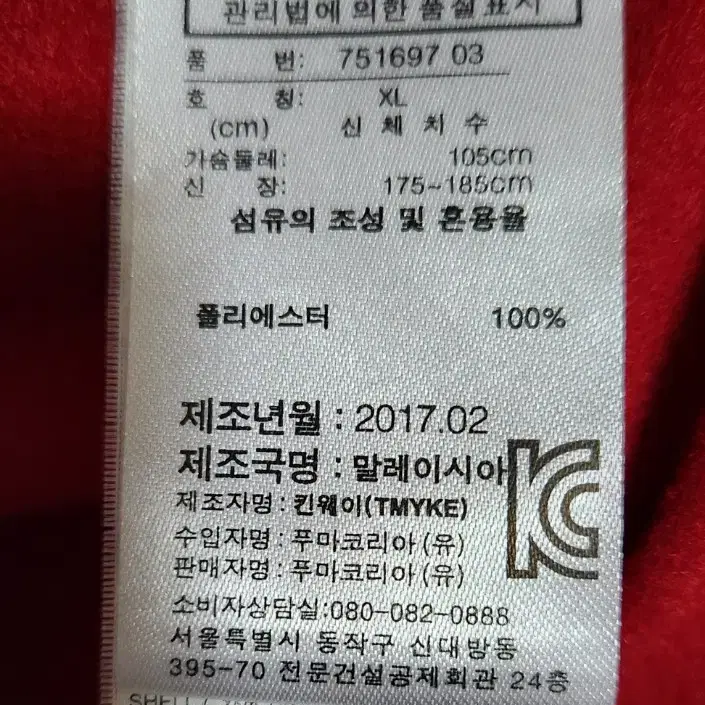 관리법에 의한 품질표시
품 번: 751697 03
호 칭: XL
(cm) 신 체 치 수
가슴둘레: 105cm
신 장: 175~185cm
섬유의 조성 및 혼용율
폴리에스터 100%
제조년월 : 2017.02
제조국명 : 말레이시아
제조자명 : 킨웨이(TMYKE)
수입자명 : 푸마코리아 (유)
판매자명 : 푸마코리아 (유)
소비자상담실:080-082-0888
서울특별시 동작구 신대방동
395-70 전문건설공제회관 24층